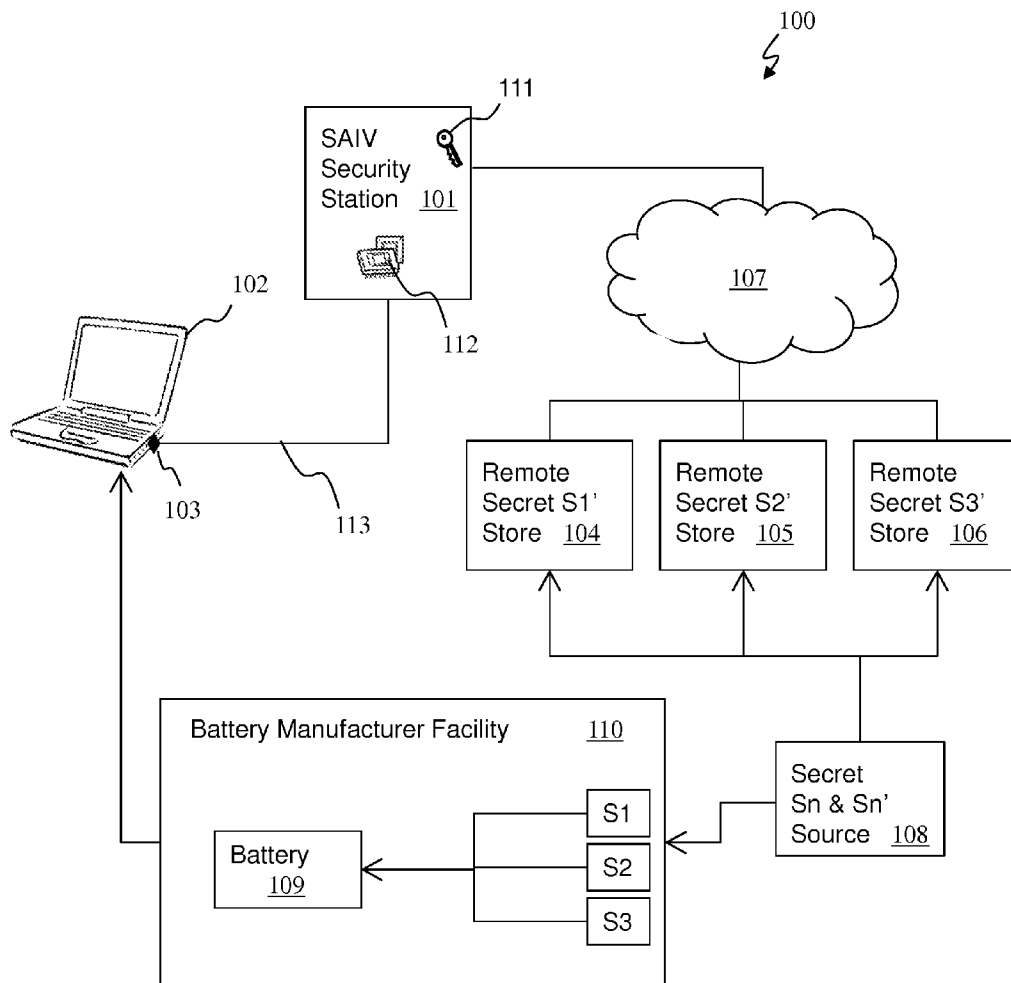 100
111
SAIV
Security
Station 101
107
102
112
103
113
Remote
Secret S1'
Store 104
Remote
Secret S2'
Store 105
Remote
Secret S3'
Store 106
Battery Manufacturer Facility 110
Secret
Sn & Sn'
Source 108
S1
S2
S3
Battery
109